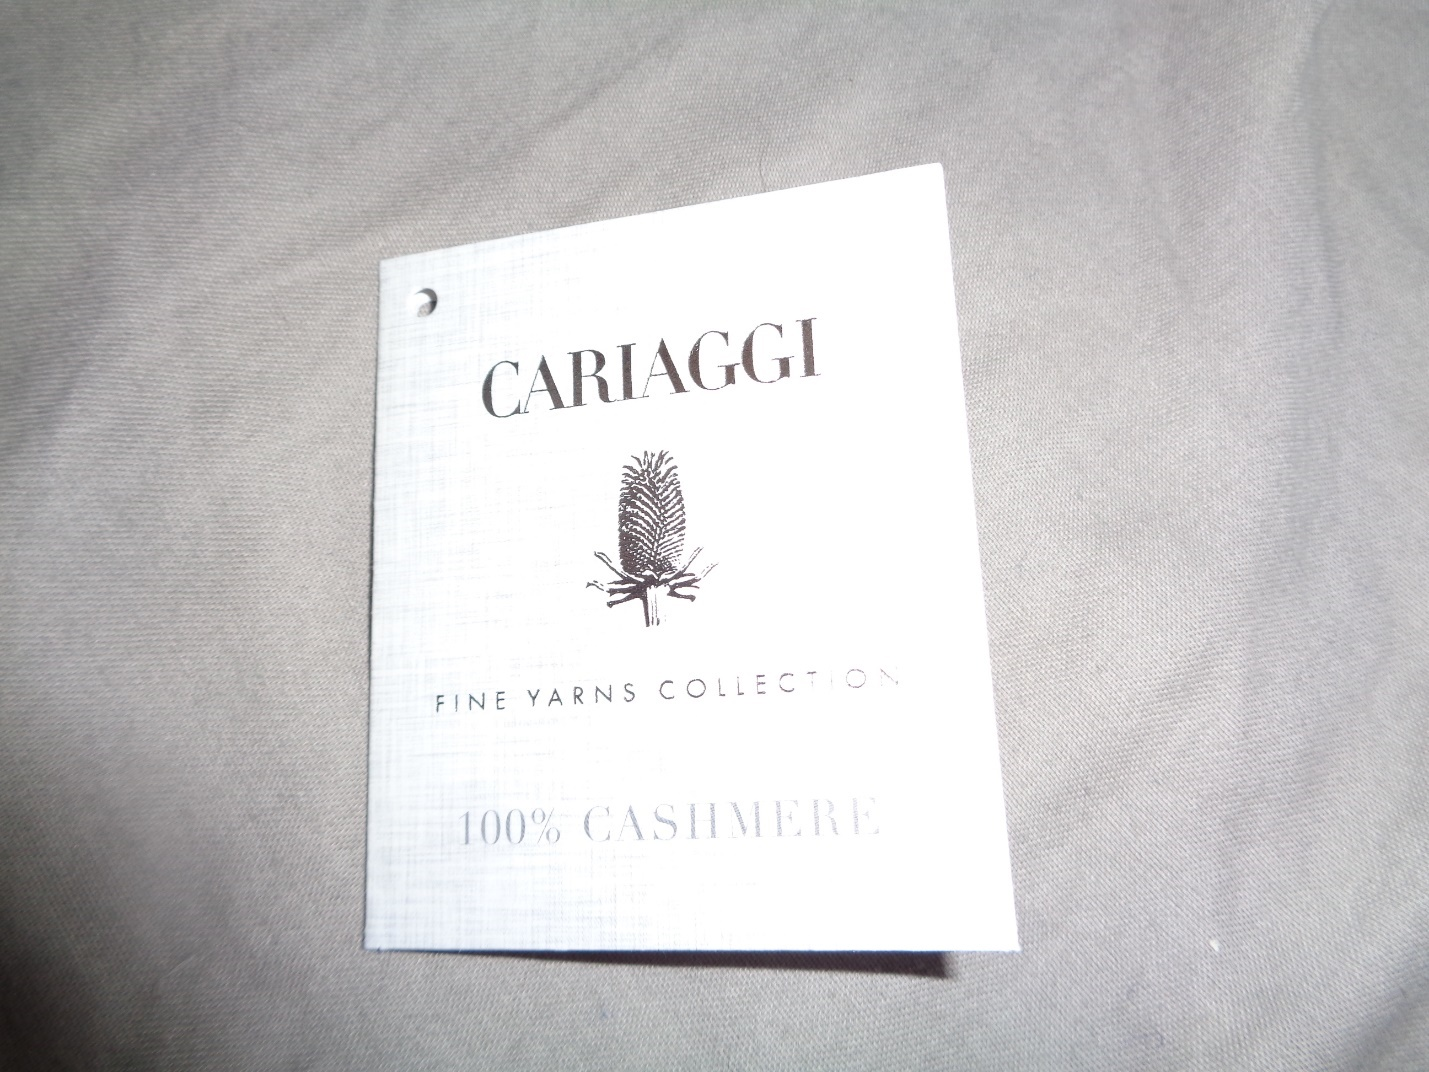 CARIAGGI
FINE YARNS COLLECTION
100% CASHMERE